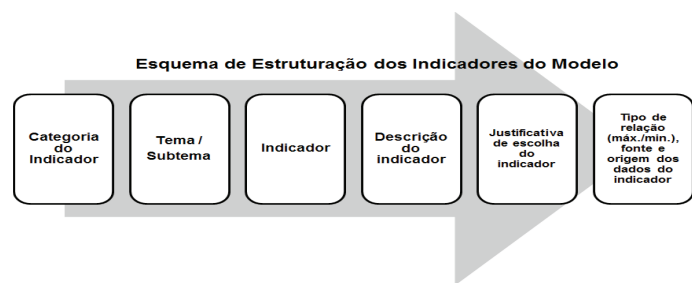 Esquema de Estruturação dos Indicadores do Modelo
Categoria
do
Indicador
Tema /
Subtema
Indicador
Descrição
do
indicador
Justificativa
de escolha
do
indicador
Tipo de
relação
(máx./min.),
fonte e
origem dos
dados do
indicador